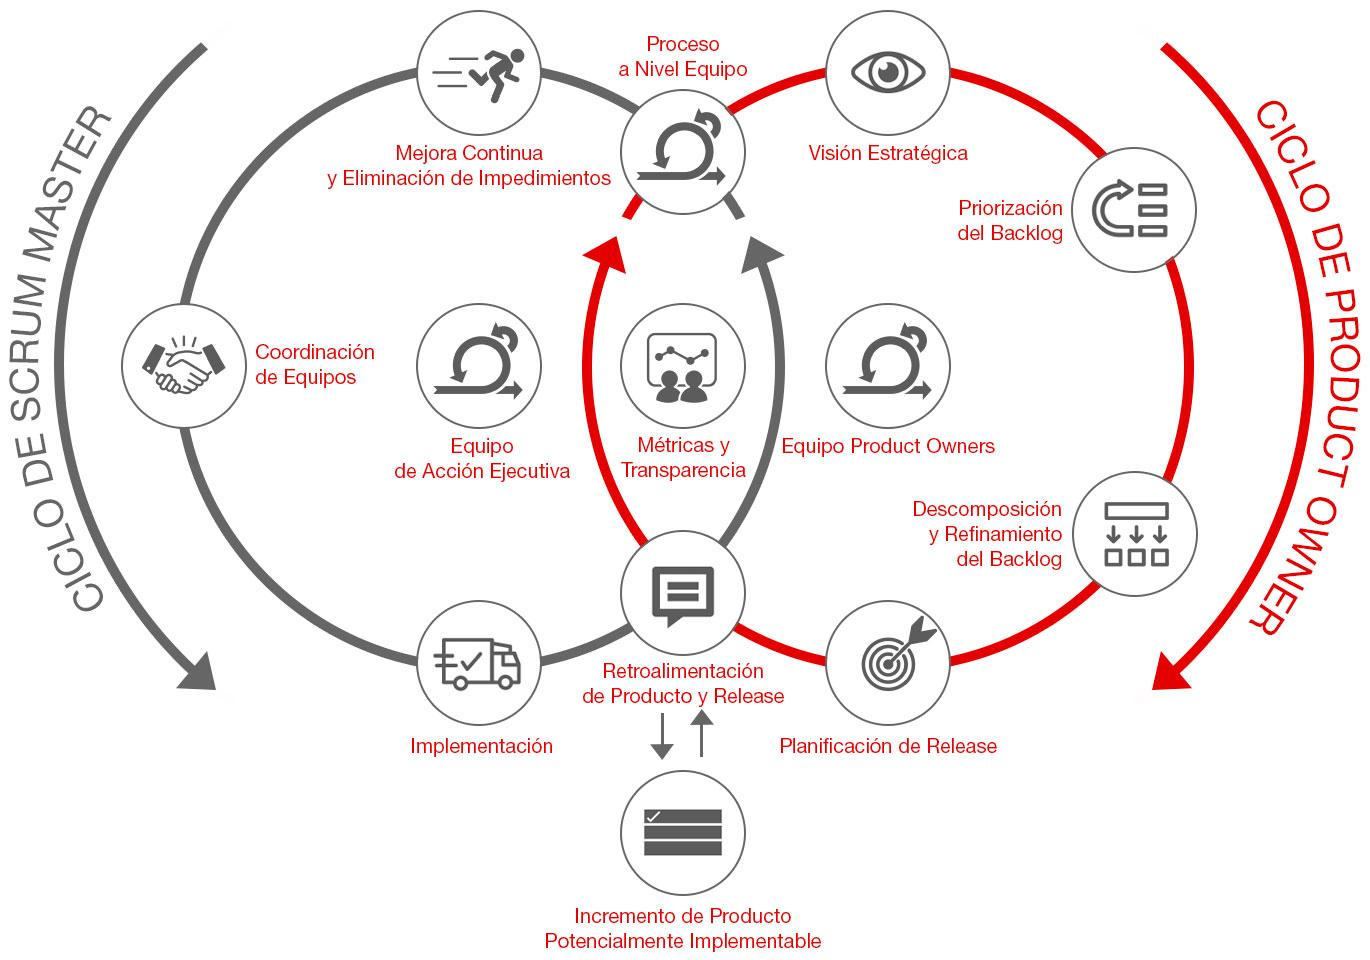 CICLO DE SCRUM MASTER
CICLO DE PRODUCT OWNER
Proceso
a Nivel Equipo
Mejora Continua
y Eliminación de Impedimientos
Visión Estratégica
Priorización
del Backlog
Coordinación
de Equipos
Equipo
de Acción Ejecutiva
Métricas y
Transparencia
Equipo Product Owners
Descomposición
y Refinamiento
del Backlog
Retroalimentación
de Producto y Release
Implementación
Planificación de Release
Incremento de Producto
Potencialmente Implementable